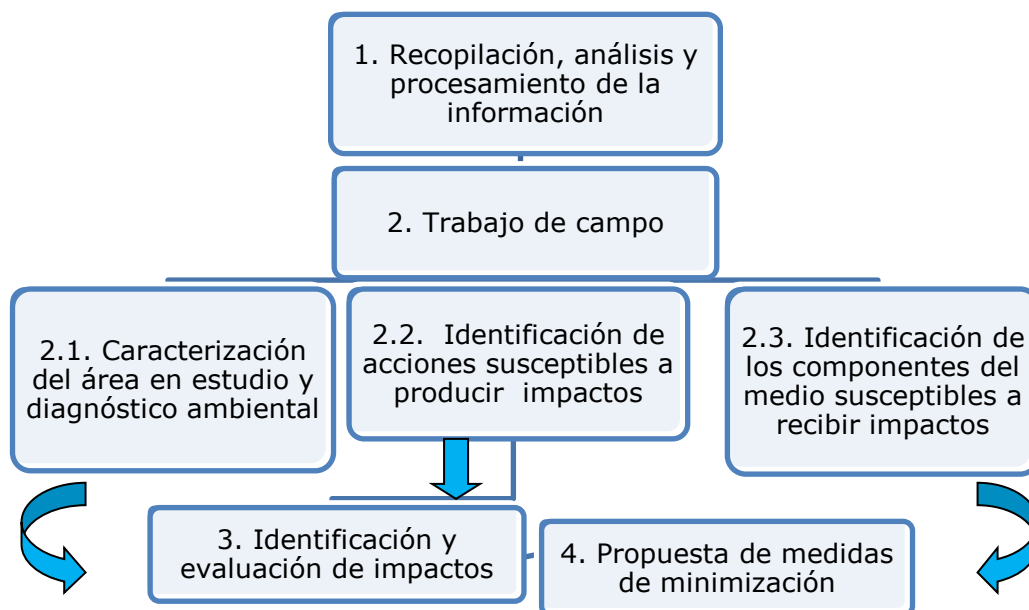 1. Recopilación, análisis y
procesamiento de la
información
2. Trabajo de campo
2.1. Caracterización
del área en estudio y
diagnóstico ambiental
2.2.  Identificación de
acciones susceptibles a
producir  impactos
2.3. Identificación de
los componentes del
medio susceptibles a
recibir impactos
3. Identificación y
evaluación de impactos
4. Propuesta de medidas
de minimización